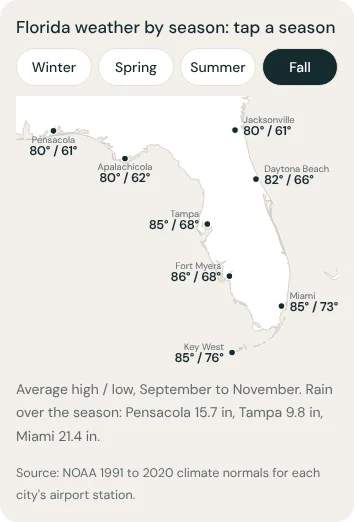 Florida weather by season: tap a season
Winter
Spring
Summer
Fall
Jacksonville
80° / 61°
Pensacola
80° / 61°
Apalachicola
80° / 62°
Daytona Beach
82° / 66°
Tampa
85° / 68°
Fort Myers
86° / 68°
Miami
85° / 73°
Key West
85° / 76°
Average high / low, September to November. Rain
over the season: Pensacola 15.7 in, Tampa 9.8 in,
Miami 21.4 in.
Source: NOAA 1991 to 2020 climate normals for each
city's airport station.